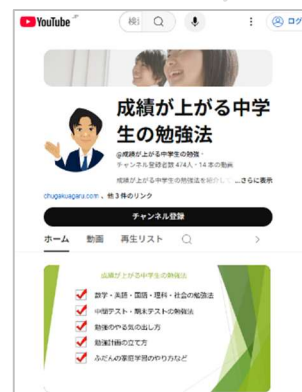 YouTube JP
検
ログ
成績が上がる中学
生の勉強法
@成績が上がる中学生の勉強 ·
チャンネル登録者数 474人 · 14 本の動画
成績が上がる中学生の勉強法を紹介して ...さらに表示
chugakusagaru.com 、他 3 件のリンク
チャンネル登録
ホーム 動画 再生リスト
成績が上がる中学生の勉強法
数学・英語・国語・理科・社会の勉強法
中間テスト・期末テストの勉強法
勉強のやる気の出し方
勉強計画の立て方
ふだんの家庭学習のやり方など